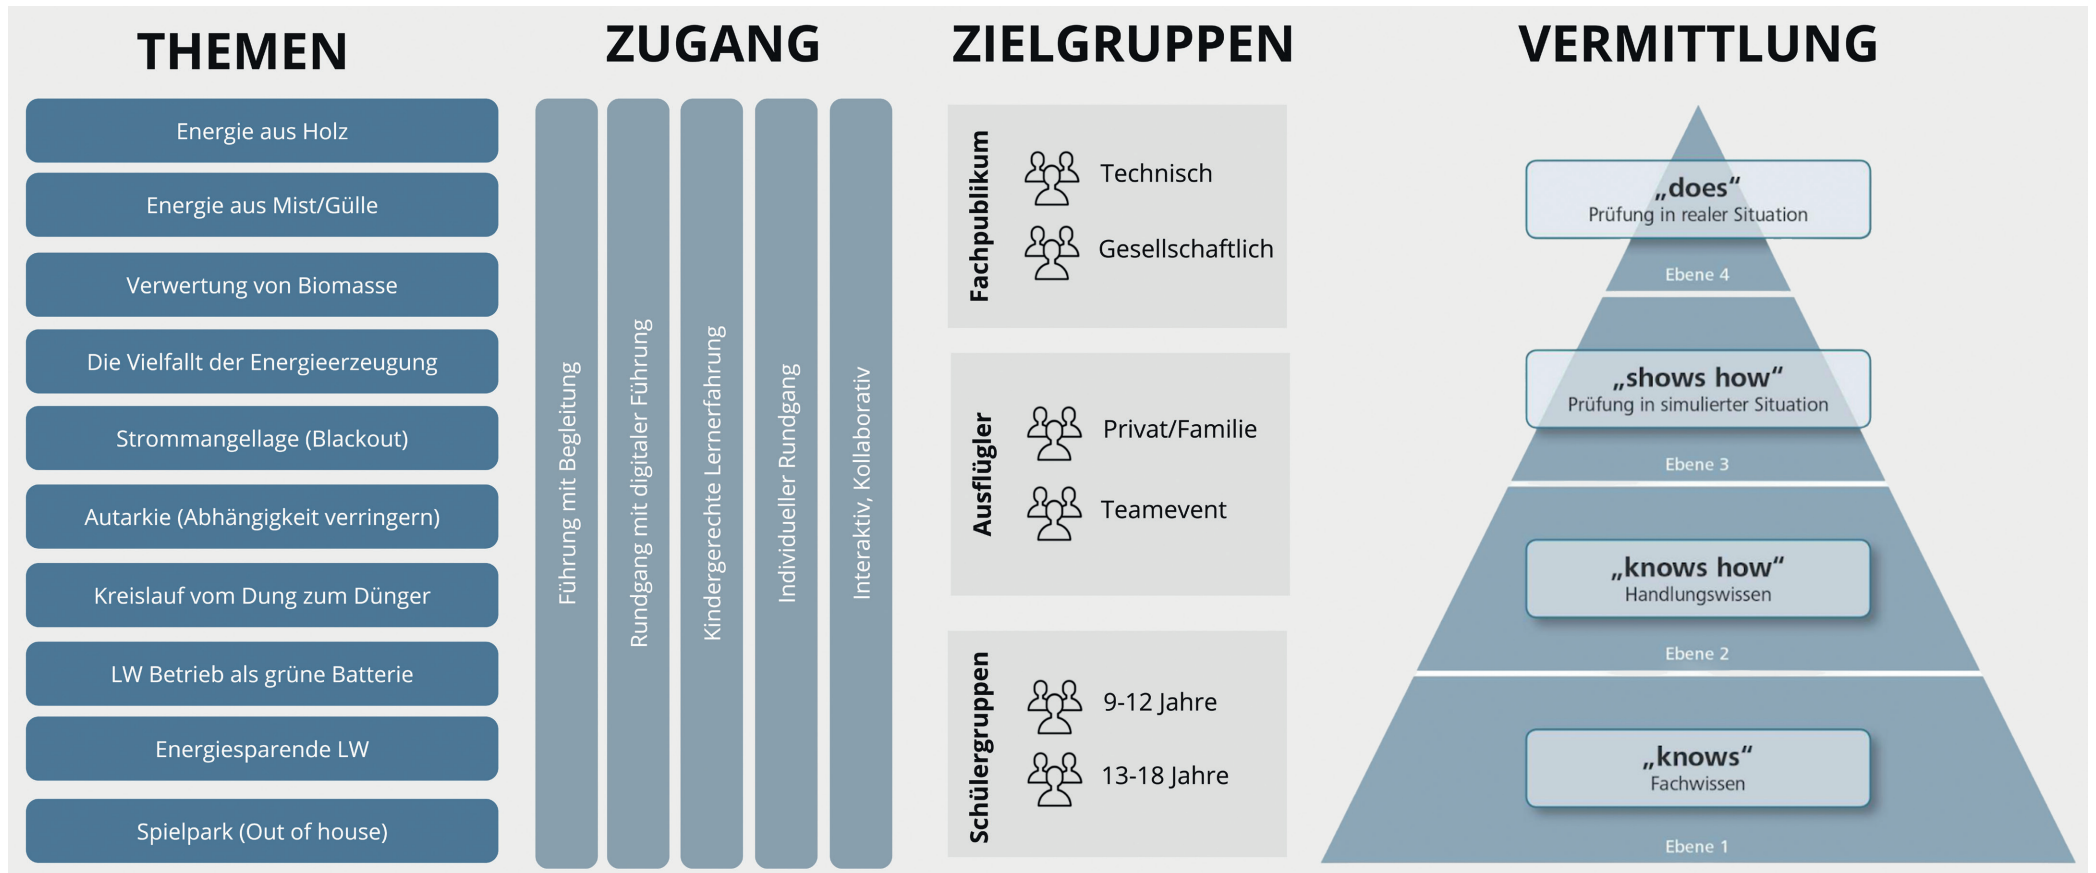 THEMEN
Energie aus Holz
Energie aus Mist/Gülle
Verwertung von Biomasse
Die Vielfallt der Energieerzeugung
Strommangellage (Blackout)
Autarkie (Abhängigkeit verringern)
Kreislauf vom Dung zum Dünger
LW Betrieb als grüne Batterie
Energiesparende LW
Spielpark (Out of house)
ZUGANG
Führung mit Begleitung
Rundgang mit digitaler Führung
Kindergerechte Lernerfahrung
Individueller Rundgang
Interaktiv, Kollaborativ
ZIELGRUPPEN
Fachpublikum
Technisch
Gesellschaftlich
Ausflügler
Privat/Familie
Teamevent
Schülergruppen
9-12 Jahre
13-18 Jahre
VERMITTLUNG
„does“
Prüfung in realer Situation
Ebene 4
„shows how“
Prüfung in simulierter Situation
Ebene 3
„knows how“
Handlungswissen
Ebene 2
„knows“
Fachwissen
Ebene 1